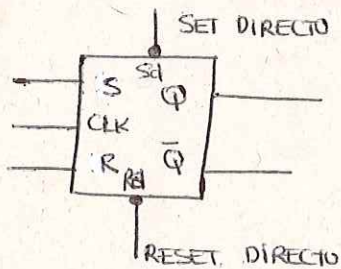 SET DIRECTO
Sd
S Q
CLK
R Q̅
Rd
RESET DIRECTO